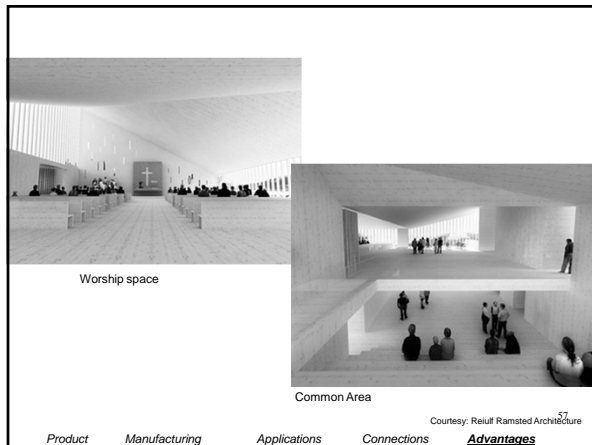 Worship space
Common Area
Courtesy: Reiulf Ramsted Architecture
57
Product Manufacturing Applications Connections Advantages